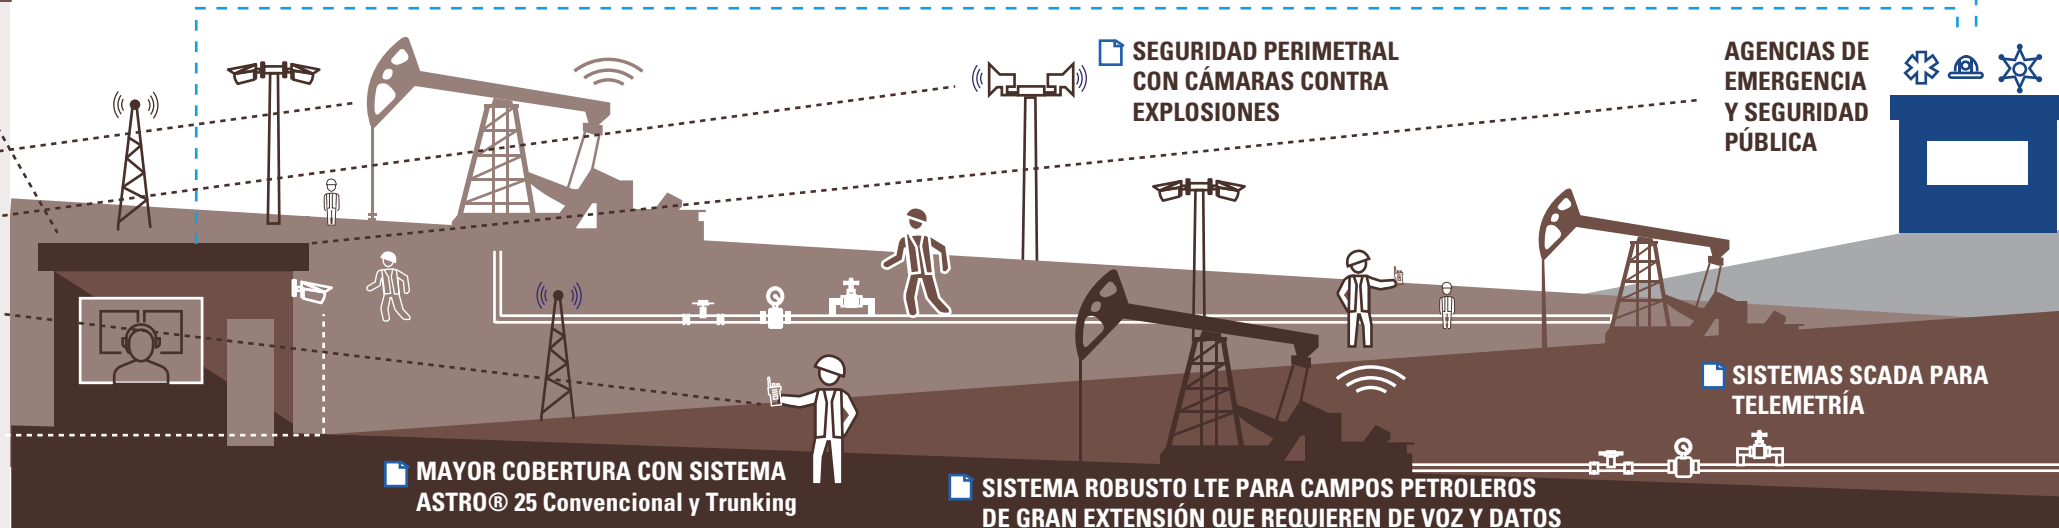 SEGURIDAD PERIMETRAL
CON CÁMARAS CONTRA
EXPLOSIONES
AGENCIAS DE
EMERGENCIA
Y SEGURIDAD
PÚBLICA
SISTEMAS SCADA PARA
TELEMETRÍA
MAYOR COBERTURA CON SISTEMA
ASTRO® 25 Convencional y Trunking
SISTEMA ROBUSTO LTE PARA CAMPOS PETROLEROS
DE GRAN EXTENSIÓN QUE REQUIEREN DE VOZ Y DATOS